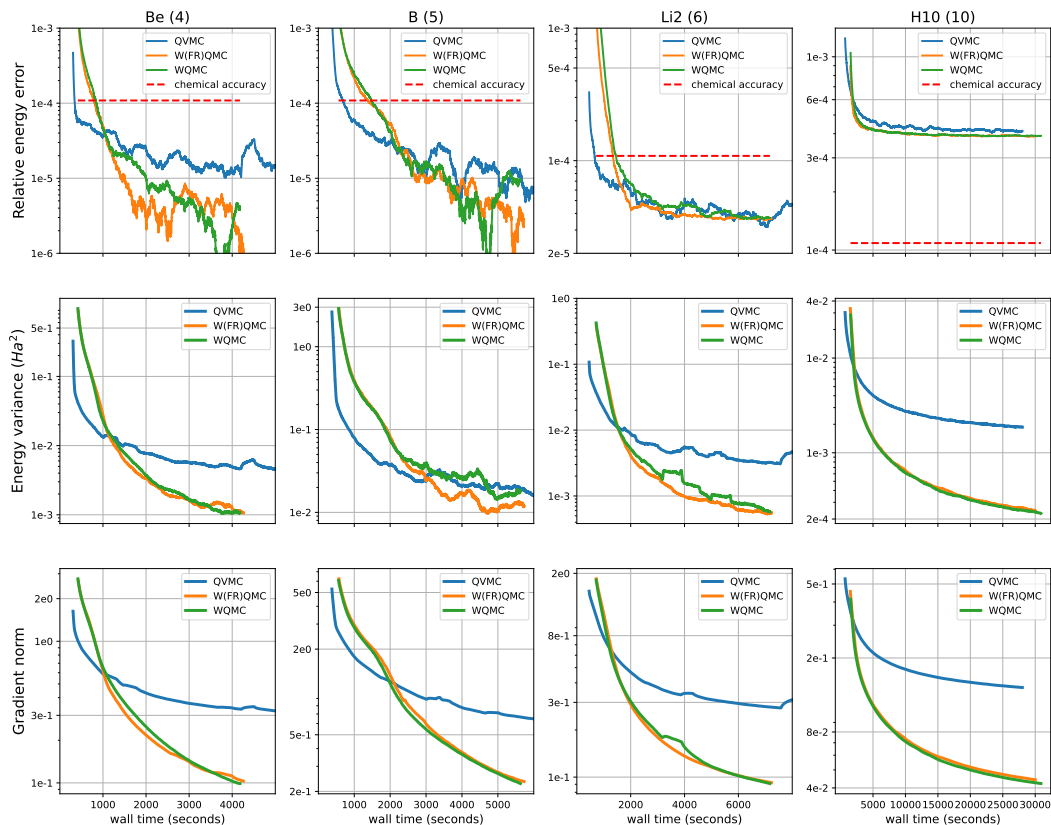 Be (4)
B (5)
Li2 (6)
H10 (10)
Relative energy error
1e-3
1e-4
1e-5
1e-6
QVMC
W(FR)QMC
WQMC
chemical accuracy
1e-3
1e-4
1e-5
1e-6
QVMC
W(FR)QMC
WQMC
chemical accuracy
1e-3
5e-4
1e-4
2e-5
QVMC
W(FR)QMC
WQMC
chemical accuracy
1e-3
6e-4
3e-4
1e-4
QVMC
W(FR)QMC
WQMC
chemical accuracy
Energy variance (Ha²)
5e-1
1e-1
1e-2
1e-3
QVMC
W(FR)QMC
WQMC
3e0
1e0
1e-1
1e-2
QVMC
W(FR)QMC
WQMC
1e0
1e-1
1e-2
1e-3
QVMC
W(FR)QMC
WQMC
4e-2
1e-2
1e-3
2e-4
QVMC
W(FR)QMC
WQMC
Gradient norm
2e0
1e0
3e-1
1e-1
QVMC
W(FR)QMC
WQMC
1000 2000 3000 4000
wall time (seconds)
5e0
2e0
5e-1
2e-1
QVMC
W(FR)QMC
WQMC
1000 2000 3000 4000 5000
wall time (seconds)
2e0
8e-1
3e-1
1e-1
QVMC
W(FR)QMC
WQMC
2000 4000 6000
wall time (seconds)
5e-1
2e-1
8e-2
4e-2
QVMC
W(FR)QMC
WQMC
5000 10000 15000 20000 25000 30000
wall time (seconds)